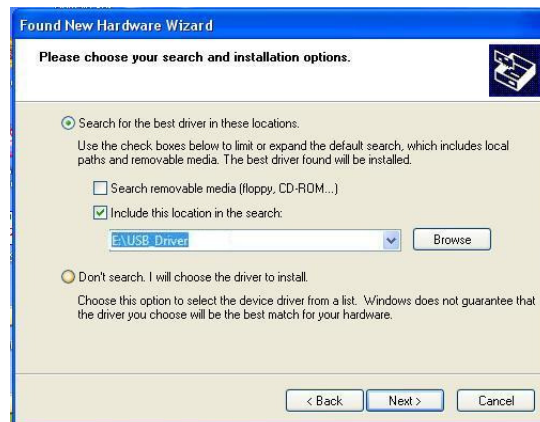 Found New Hardware Wizard
Please choose your search and installation options.
Search for the best driver in these locations.
Use the check boxes below to limit or expand the default search, which includes local
paths and removable media. The best driver found will be installed.
Search removable media (floppy, CD-ROM...)
Include this location in the search:
E:\USB_Driver
Browse
Don't search. I will choose the driver to install.
Choose this option to select the device driver from a list. Windows does not guarantee that
the driver you choose will be the best match for your hardware.
< Back
Next >
Cancel